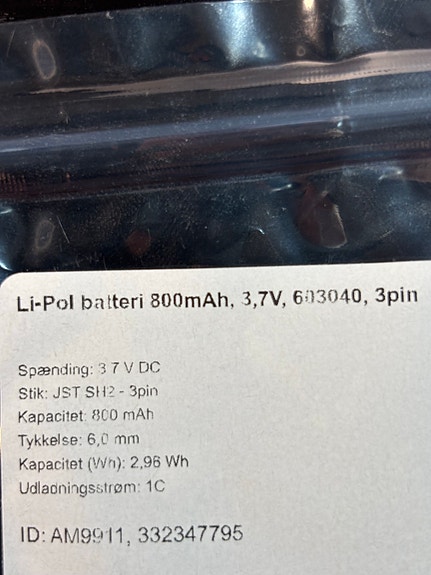 Li-Pol batteri 800mAh, 3,7V, 603040, 3pin
Spænding: 3 7 V DC
Stik: JST SH2 - 3pin
Kapacitet: 800 mAh
Tykkelse: 6,0 mm
Kapacitet (Wh): 2,96 Wh
Udladningsstrøm: 1C
ID: AM9911, 332347795